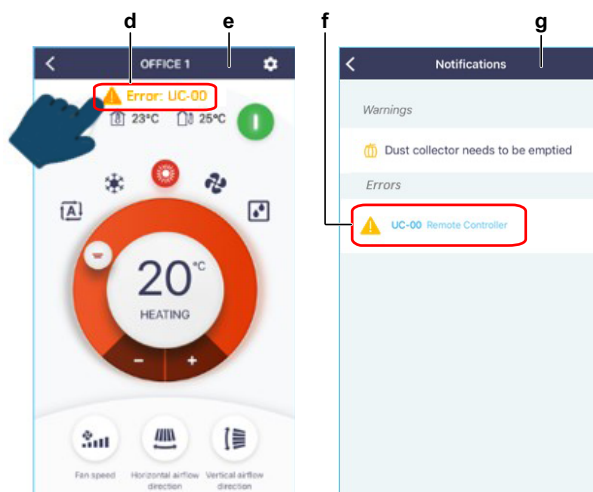 d
e
f
g
OFFICE 1
Error: UC-00
23°C
25°C
A
20°C
HEATING
-
+
Fan speed
Horizontal airflow
direction
Vertical airflow
direction
Notifications
Warnings
Dust collector needs to be emptied
Errors
UC-00 Remote Controller